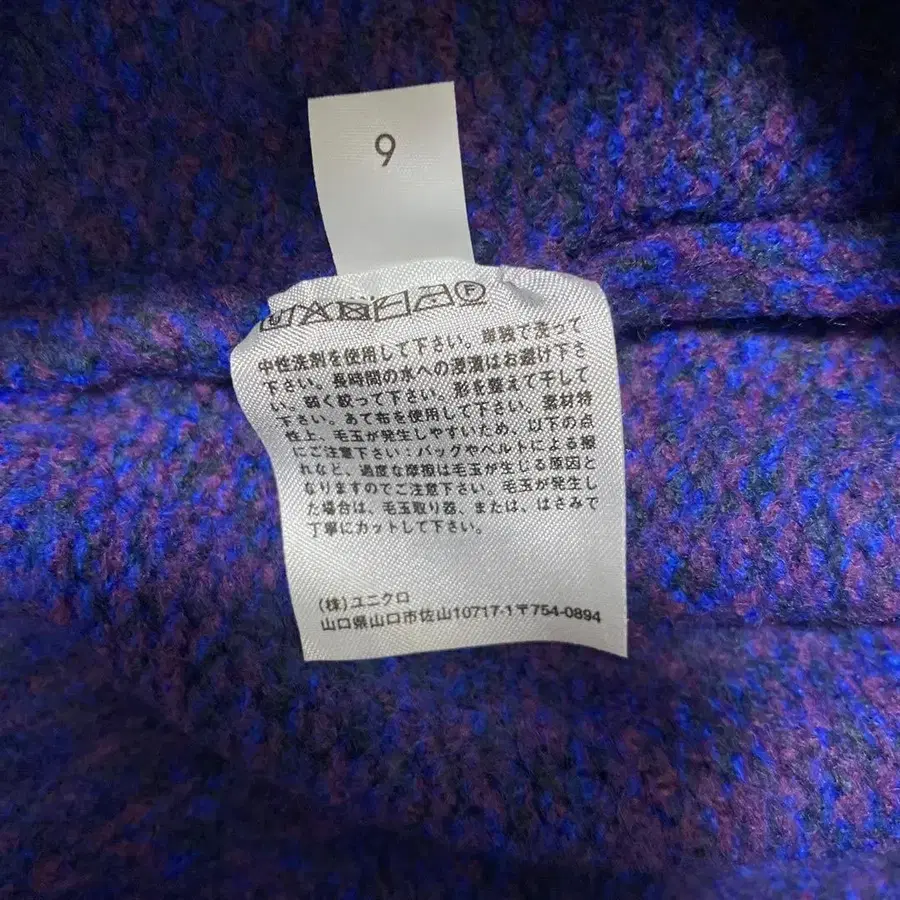 9
中性洗剤を使用して下さい。単独で洗って
下さい。長時間の水への浸漬はお避け下さ
い。弱く絞って下さい。形を整えて干して
下さい。あて布を使用して下さい。素材特
性上、毛玉が発生しやすいため、以下の点
にご注意下さい：バックやベルトによる擦
れなど、過度な摩擦は毛玉が生じる原因と
なりますのでご注意下さい。毛玉が発生し
た場合は、毛玉取り器、または、はさみで
丁寧にカットして下さい。
(株)ユニクロ
山口県山口市佐山10717-1〒754-0894